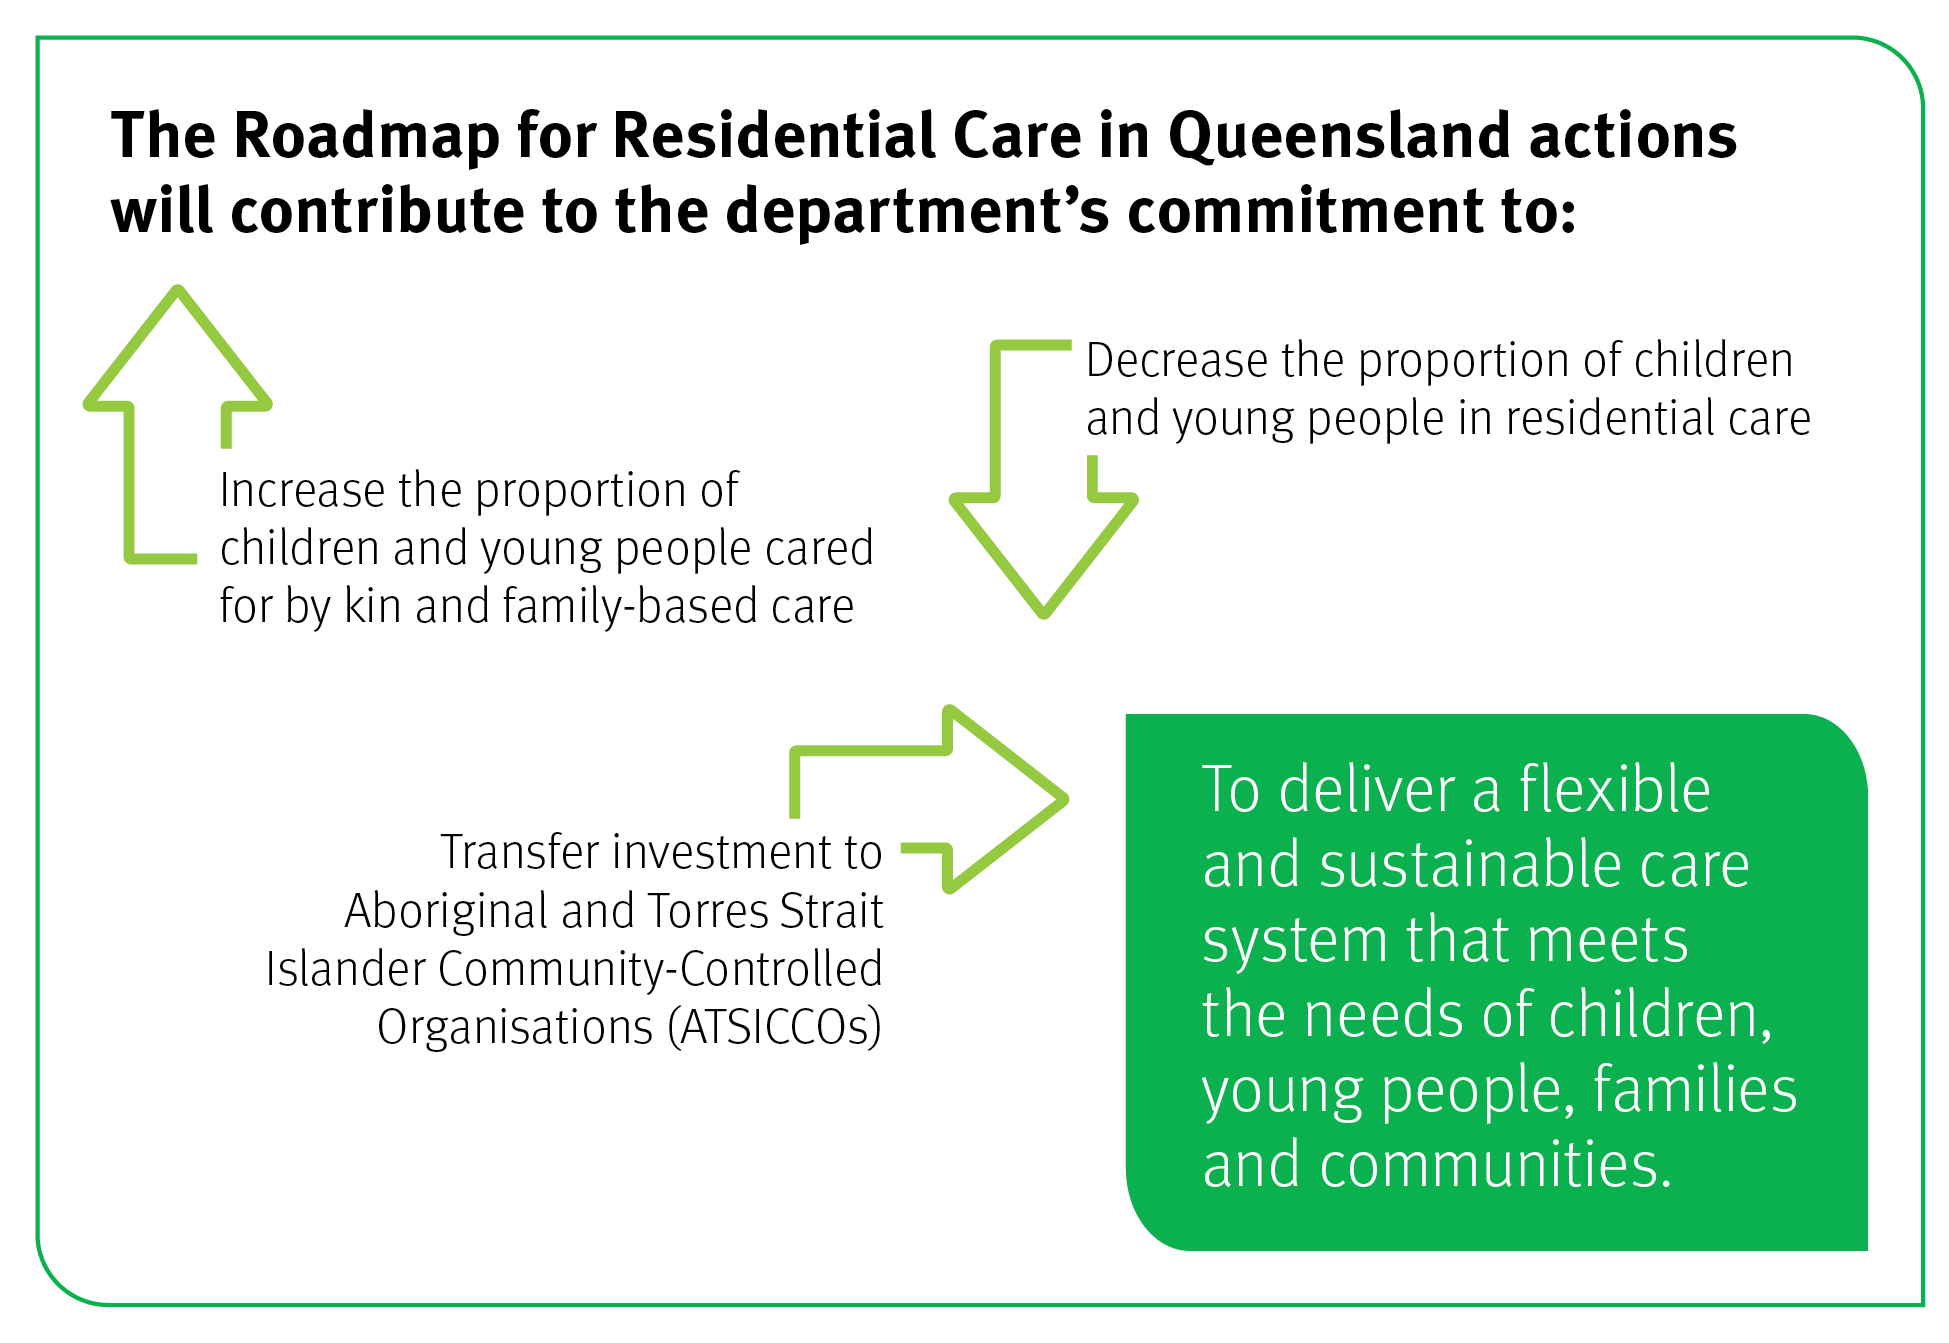 The Roadmap for Residential Care in Queensland actions
will contribute to the department’s commitment to:
Increase the proportion of
children and young people cared
for by kin and family-based care
Decrease the proportion of children
and young people in residential care
Transfer investment to
Aboriginal and Torres Strait
Islander Community-Controlled
Organisations (ATSICCOs)
To deliver a flexible
and sustainable care
system that meets
the needs of children,
young people, families
and communities.